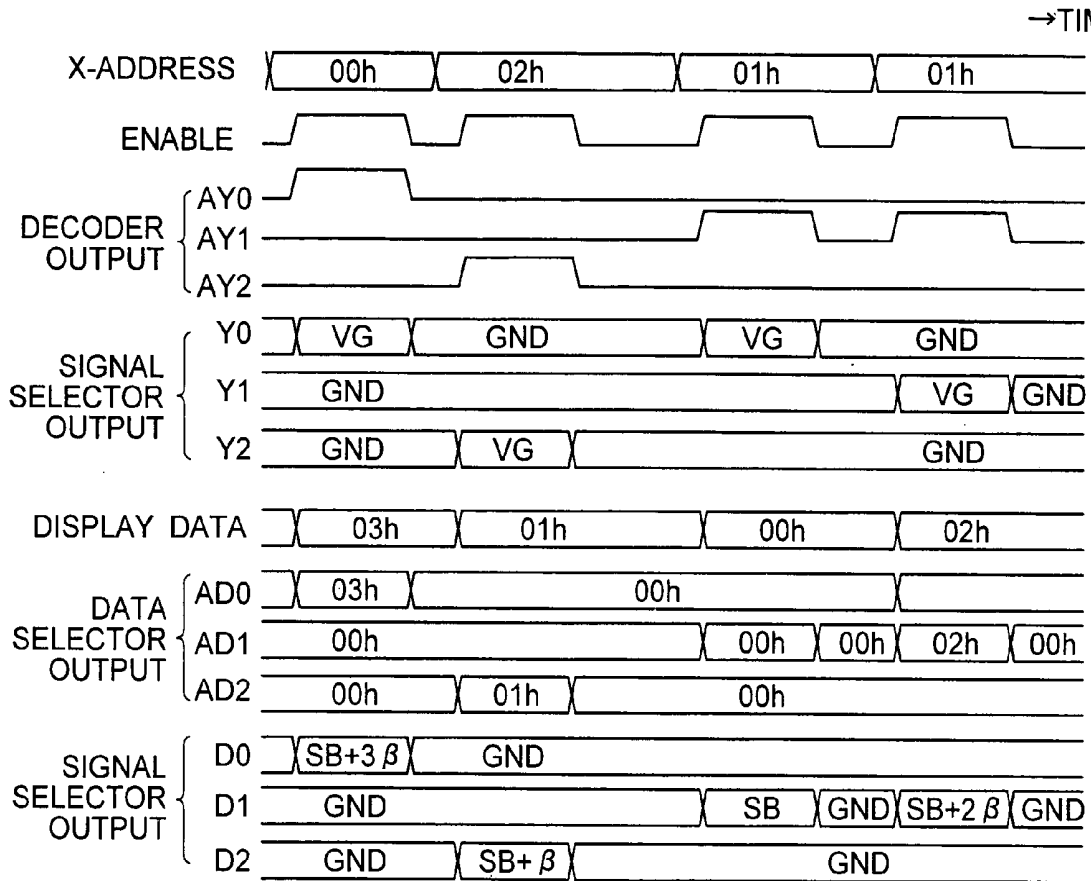 →TIM
X-ADDRESS 00h 02h 01h 01h
ENABLE
DECODER OUTPUT
AY0
AY1
AY2
SIGNAL SELECTOR OUTPUT
Y0 VG GND VG GND
Y1 GND VG GND
Y2 GND VG GND
DISPLAY DATA 03h 01h 00h 02h
DATA SELECTOR OUTPUT
AD0 03h 00h
AD1 00h 00h 00h 02h 00h
AD2 00h 01h 00h
SIGNAL SELECTOR OUTPUT
D0 SB+3 β GND
D1 GND SB GND SB+2 β GND
D2 GND SB+ β GND